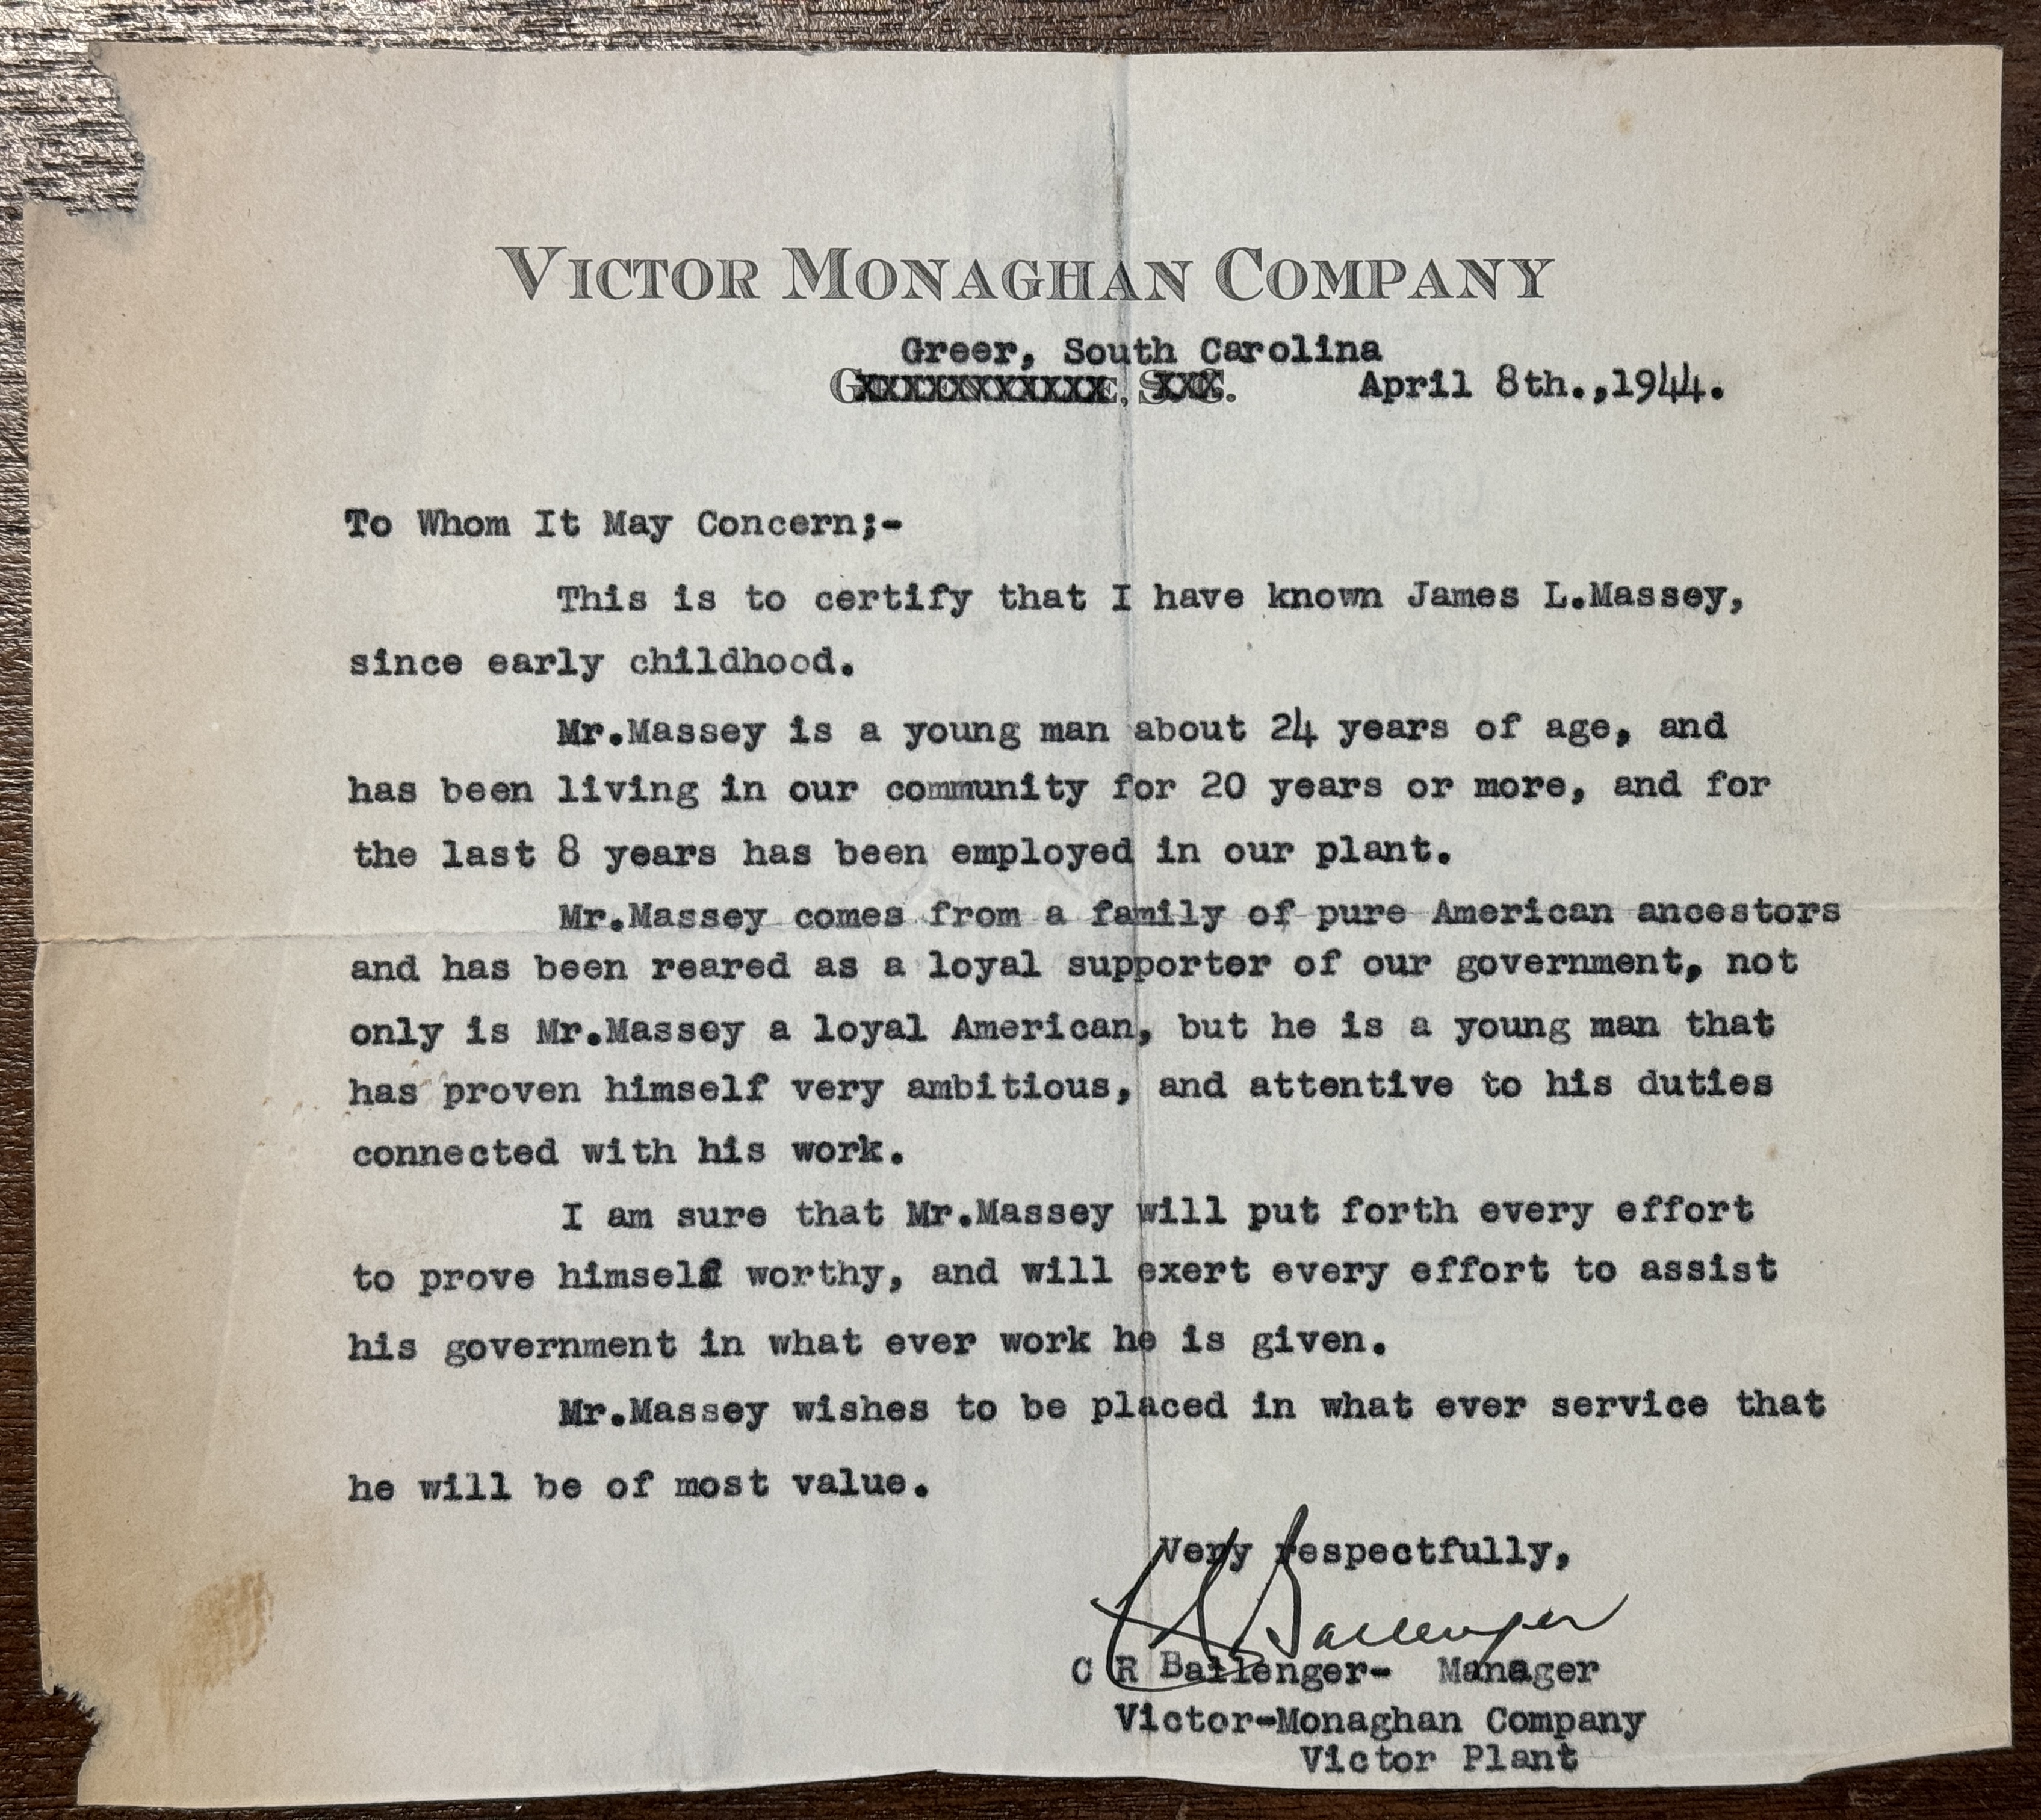 VICTOR MONAGHAN COMPANY
Greer, South Carolina
GXXXXXXXXXXE, SXXC. April 8th.,1944.
To Whom It May Concern;-
This is to certify that I have known James L.Massey,
since early childhood.
Mr.Massey is a young man about 24 years of age, and
has been living in our community for 20 years or more, and for
the last 8 years has been employed in our plant.
Mr.Massey comes from a family of pure American ancestors
and has been reared as a loyal supporter of our government, not
only is Mr.Massey a loyal American, but he is a young man that
has proven himself very ambitious, and attentive to his duties
connected with his work.
I am sure that Mr.Massey will put forth every effort
to prove himself worthy, and will exert every effort to assist
his government in what ever work he is given.
Mr.Massey wishes to be placed in what ever service that
he will be of most value.
Very respectfully,
C R Ballenger
C R Ballenger- Manager
Victor-Monaghan Company
Victor Plant